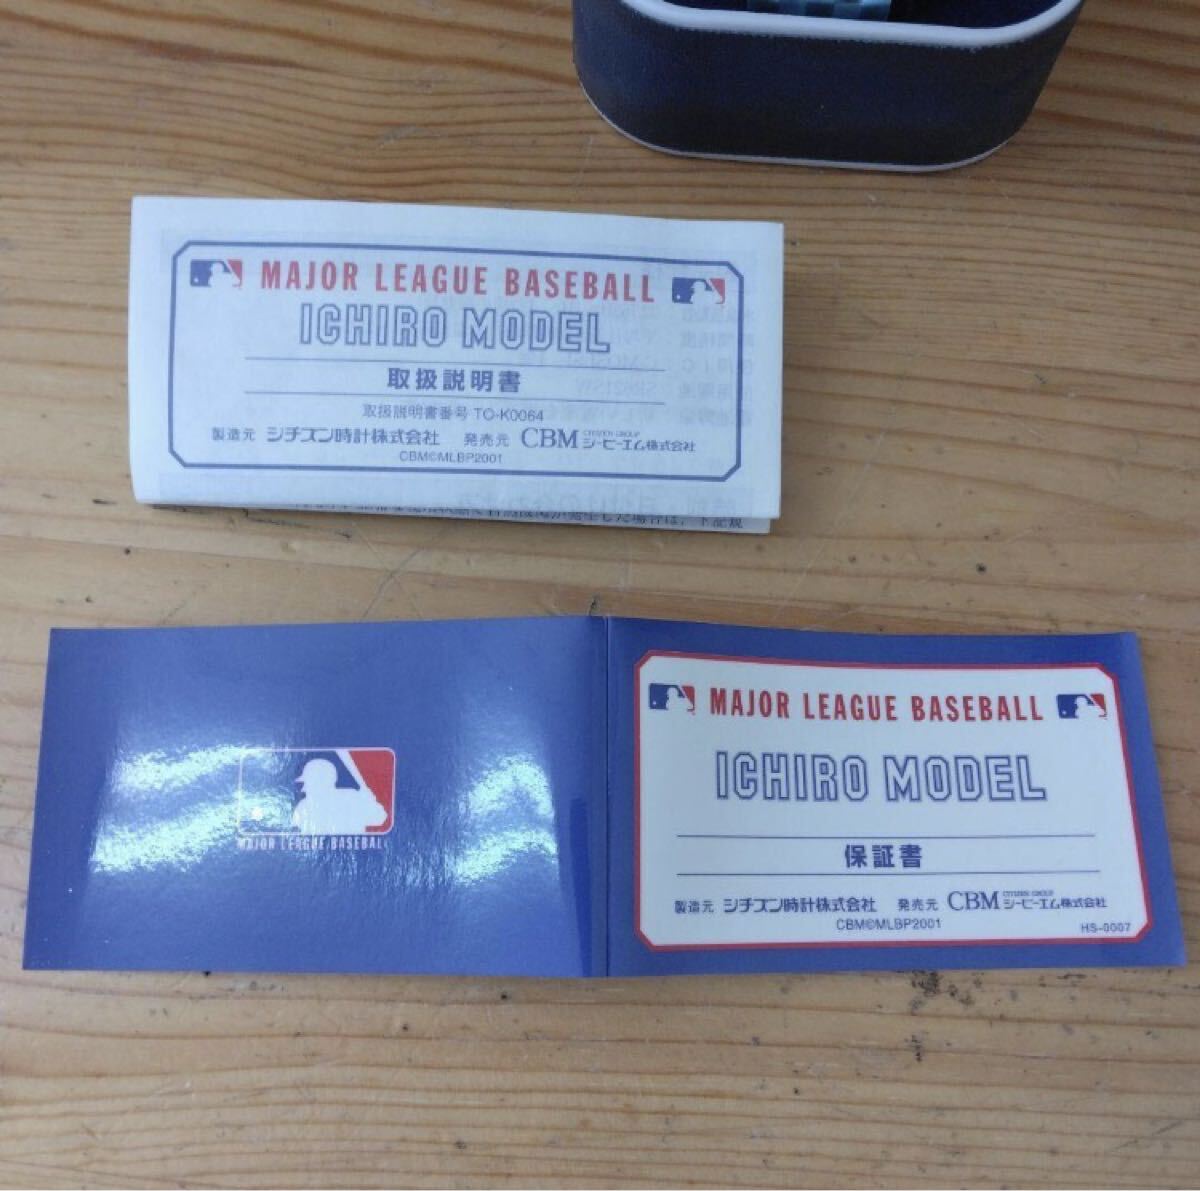 MAJOR LEAGUE BASEBALL
ICHIRO MODEL
取扱説明書
取扱説明書番号 TO-K0064
製造元 シチズン時計株式会社 発売元 CBM CITIZEN GROUP シービーエム株式会社
CBM©MLBP2001
MAJOR LEAGUE BASEBALL
MAJOR LEAGUE BASEBALL
ICHIRO MODEL
保証書
製造元 シチズン時計株式会社 発売元 CBM CITIZEN GROUP シービーエム株式会社
CBM©MLBP2001
HS-0007